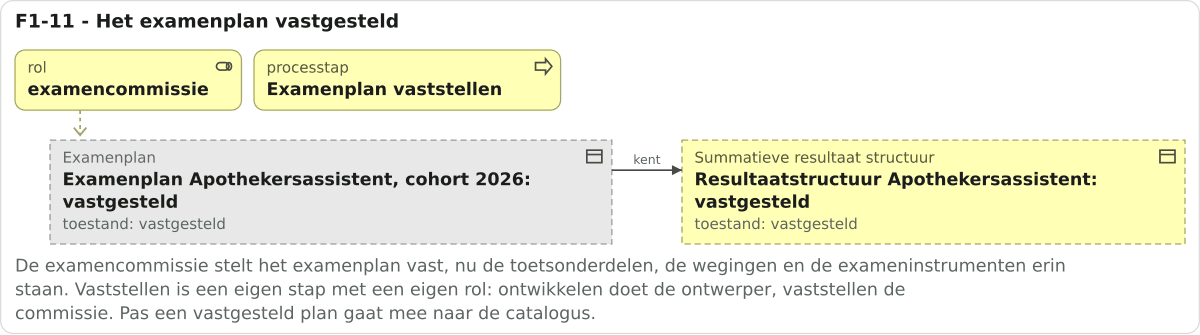 F1-11 - Het examenplan vastgesteld
rol
examencommissie
processtap
Examenplan vaststellen
Examenplan
Examenplan Apothekersassistent, cohort 2026:
vastgesteld
toestand: vastgesteld
kent
Summatieve resultaat structuur
Resultaatstructuur Apothekersassistent:
vastgesteld
toestand: vastgesteld
De examencommissie stelt het examenplan vast, nu de toetsonderdelen, de wegingen en de exameninstrumenten erin
staan. Vaststellen is een eigen stap met een eigen rol: ontwikkelen doet de ontwerper, vaststellen de
commissie. Pas een vastgesteld plan gaat mee naar de catalogus.